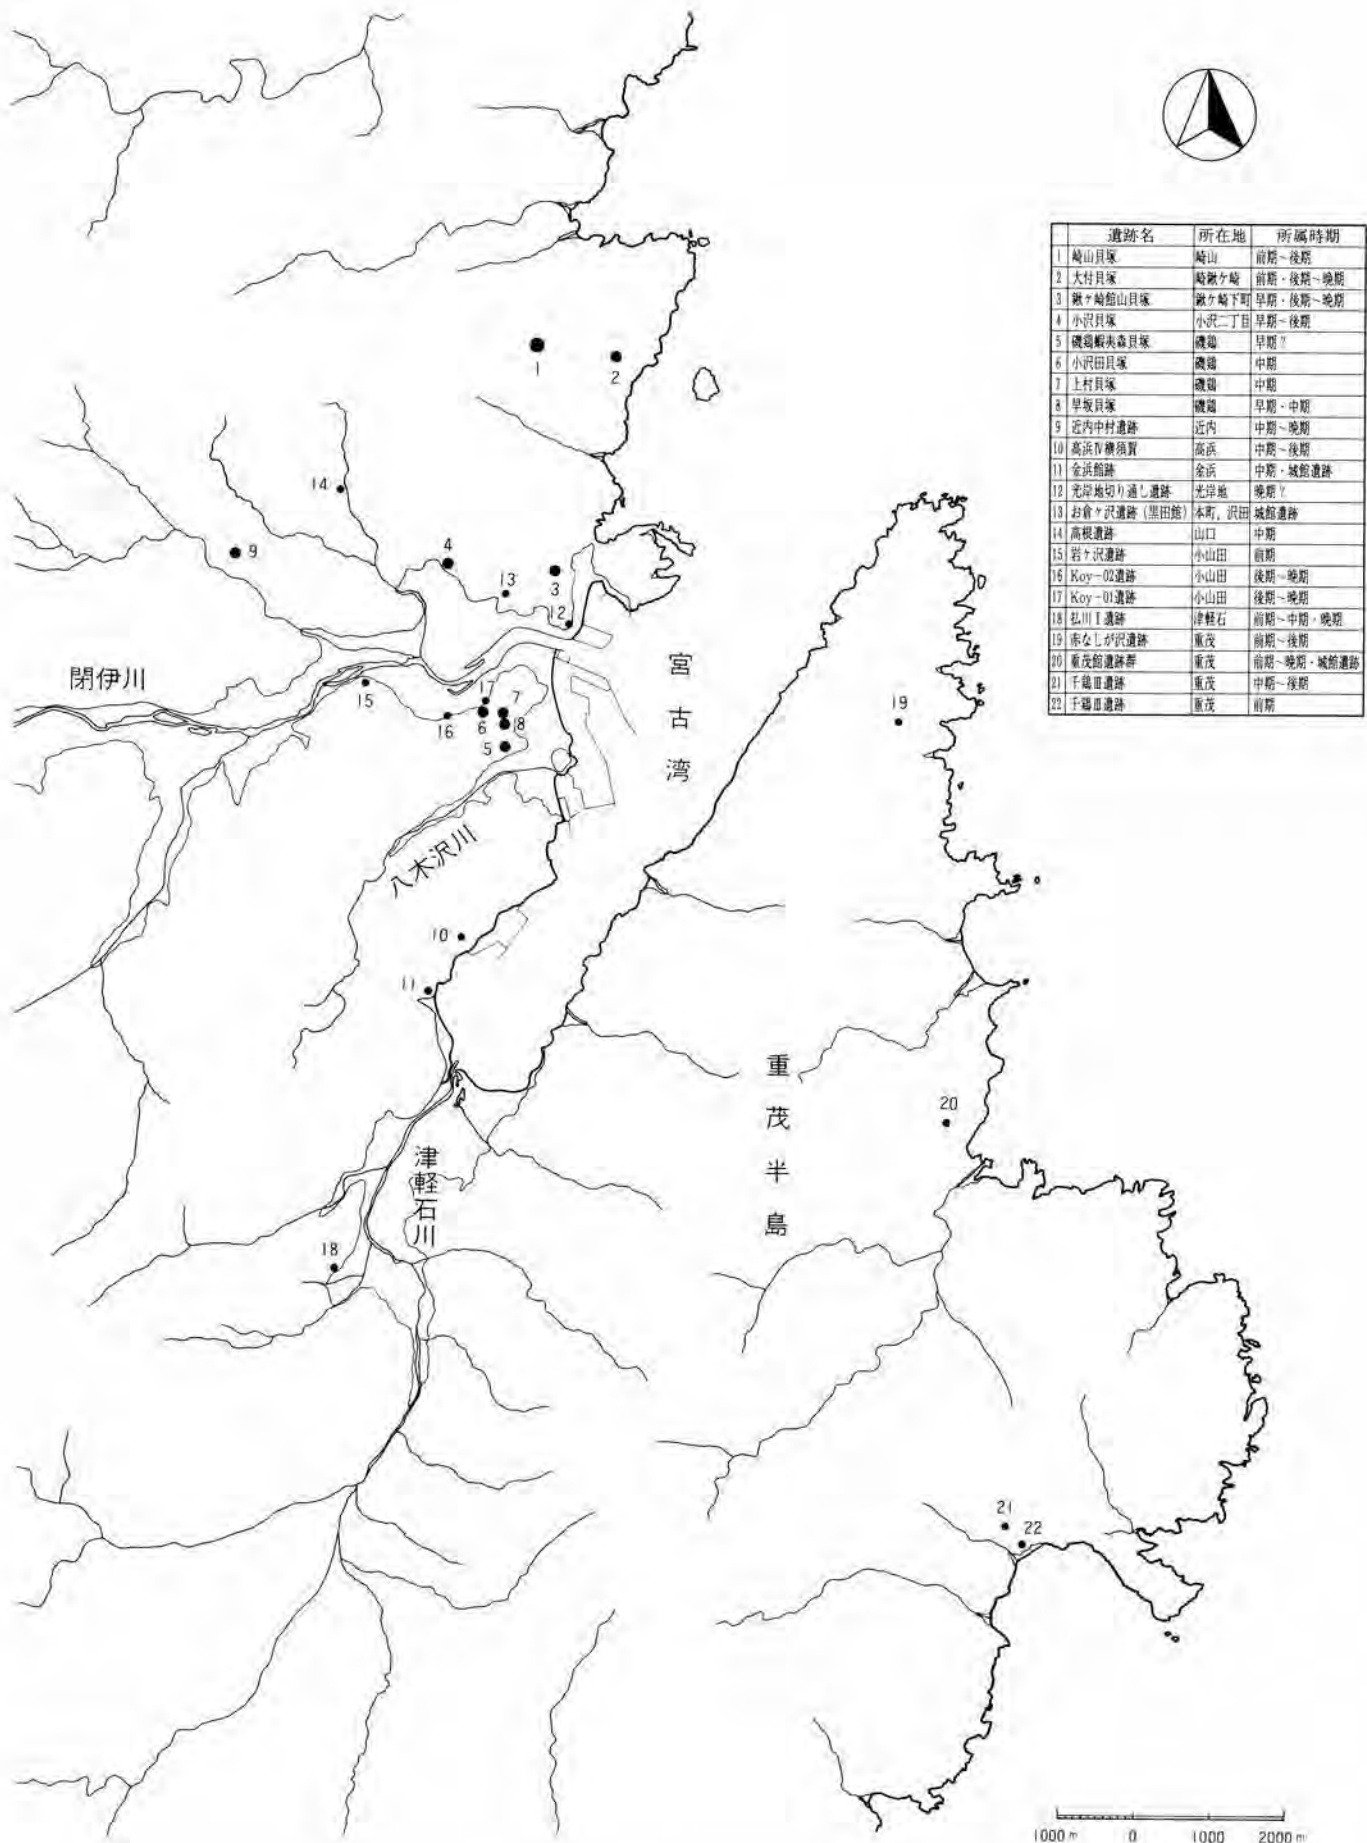 遺跡名 所在地 所属時期
1 崎山貝塚 崎山 前期~後期
2 大付貝塚 崎鍬ケ崎 前期・後期~晩期
3 鍬ケ崎館山貝塚 鍬ケ崎下町 早期・後期~晩期
4 小沢貝塚 小沢二丁目 早期~後期
5 磯鶏蝦夷森貝塚 磯鶏 早期?
6 小沢田貝塚 磯鶏 中期
7 上村貝塚 磯鶏 中期
8 早坂貝塚 磯鶏 早期・中期
9 近内中村遺跡 近内 中期~晩期
10 高浜Ⅳ横須賀 高浜 中期~後期
11 金浜館跡 金浜 中期・城館遺跡
12 光岸地切り通し遺跡 光岸地 晩期?
13 お倉ケ沢遺跡(黒田館) 本町,沢田 城館遺跡
14 高根遺跡 山口 中期
15 岩ケ沢遺跡 小山田 前期
16 Koy-02遺跡 小山田 後期~晩期
17 Koy-01遺跡 小山田 後期~晩期
18 払川Ⅰ遺跡 津軽石 前期~中期・晩期
19 赤なしが沢遺跡 重茂 前期~後期
20 重茂館遺跡群 重茂 前期~晩期・城館遺跡
21 千鶏Ⅲ遺跡 重茂 中期~後期
22 千鶏Ⅲ遺跡 重茂 前期
1
2
14
9
4
3
13
12
閉伊川
宮古湾
15
16
17
7
6
8
5
19
八木沢川
10
11
重茂半島
20
津軽石川
18
21
22
1000m 0 1000 2000m